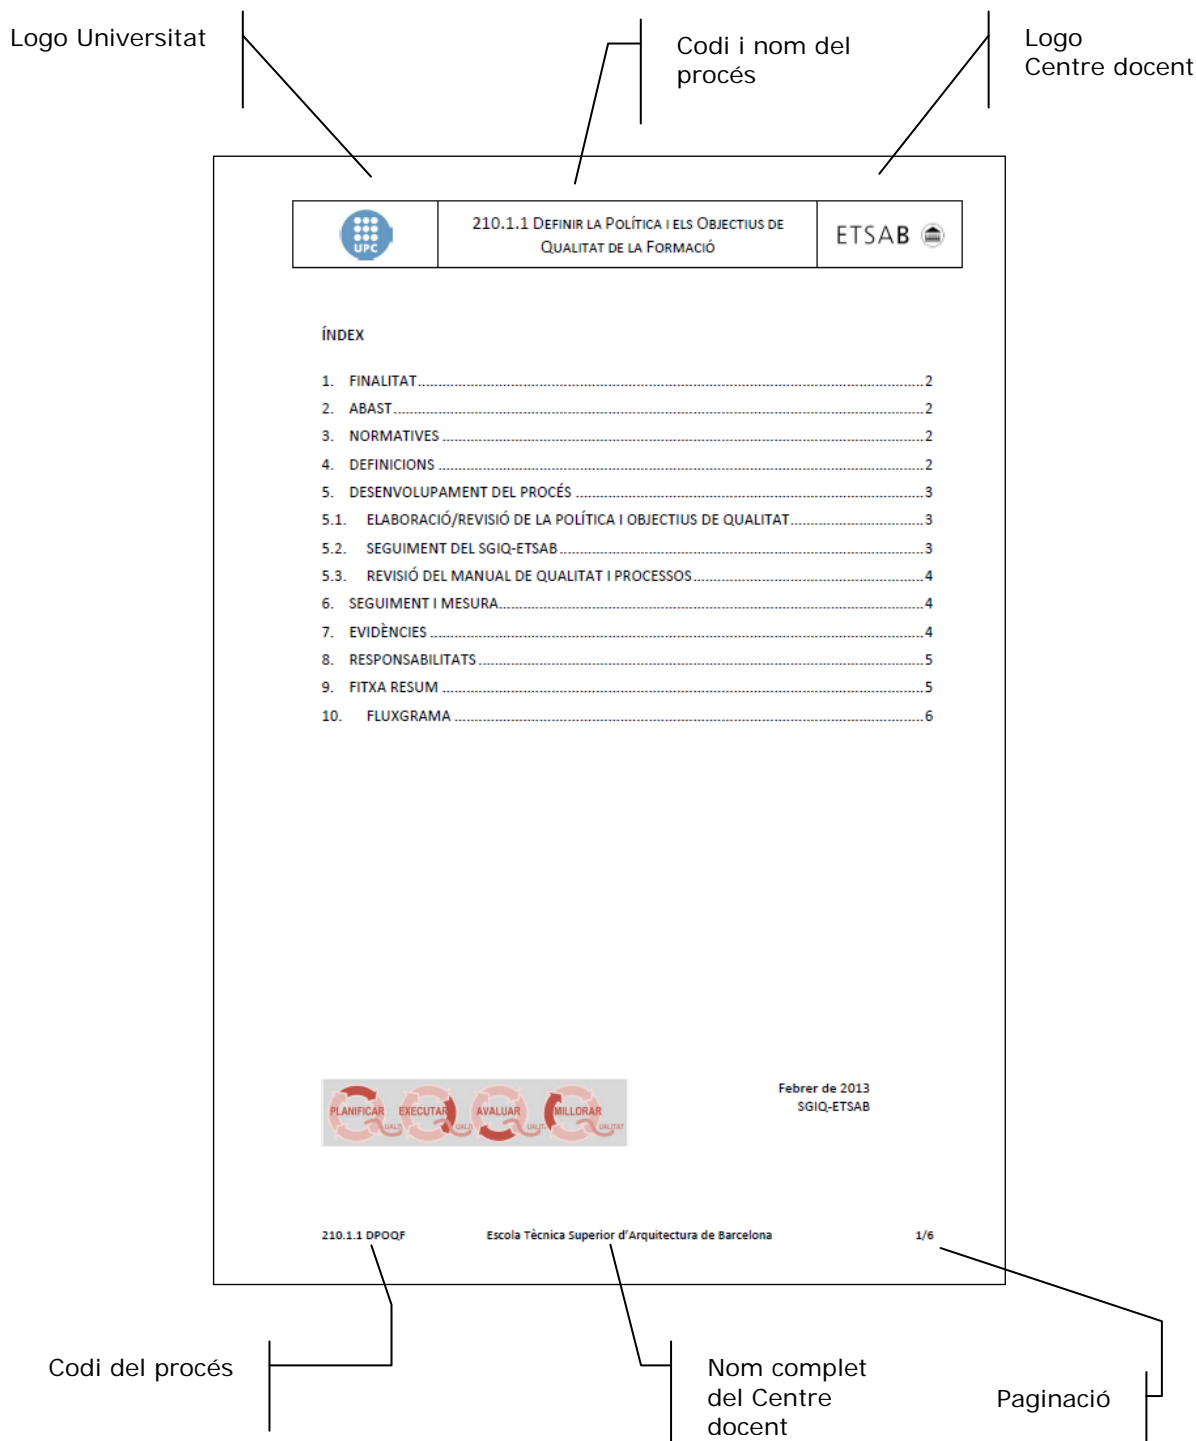 Logo Universitat
Codi i nom del
procés
Logo
Centre docent
UPC
210.1.1 DEFINIR LA POLÍTICA I ELS OBJECTIUS DE
QUALITAT DE LA FORMACIÓ
ETSAB
ÍNDEX
1. FINALITAT 2
2. ABAST 2
3. NORMATIVES 2
4. DEFINICIONS 2
5. DESENVOLUPAMENT DEL PROCÉS 3
5.1. ELABORACIÓ/REVISIÓ DE LA POLÍTICA I OBJECTIUS DE QUALITAT 3
5.2. SEGUIMENT DEL SGIQ-ETSAB 3
5.3. REVISIÓ DEL MANUAL DE QUALITAT I PROCESSOS 4
6. SEGUIMENT I MESURA 4
7. EVIDÈNCIES 4
8. RESPONSABILITATS 5
9. FITXA RESUM 5
10. FLUXGRAMA 6
Febrer de 2013
SGIQ-ETSAB
PLANIFICAR EXECUTAR AVALUAR MILLORAR
UALIT UALIT UALIT UALITAT
210.1.1 DPOQF Escola Tècnica Superior d'Arquitectura de Barcelona 1/6
Codi del procés
Nom complet
del Centre
docent
Paginació